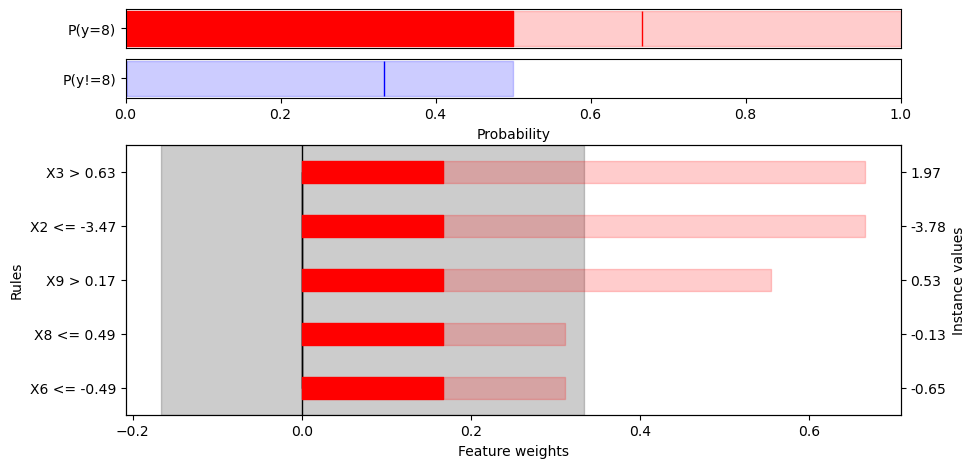 P(y=8)
P(y!=8)
0.0 0.2 0.4 0.6 0.8 1.0
Probability
X3 > 0.63 1.97
X2 <= -3.47 -3.78
X9 > 0.17 0.53
X8 <= 0.49 -0.13
X6 <= -0.49 -0.65
Rules
Instance values
−0.2 0.0 0.2 0.4 0.6
Feature weights